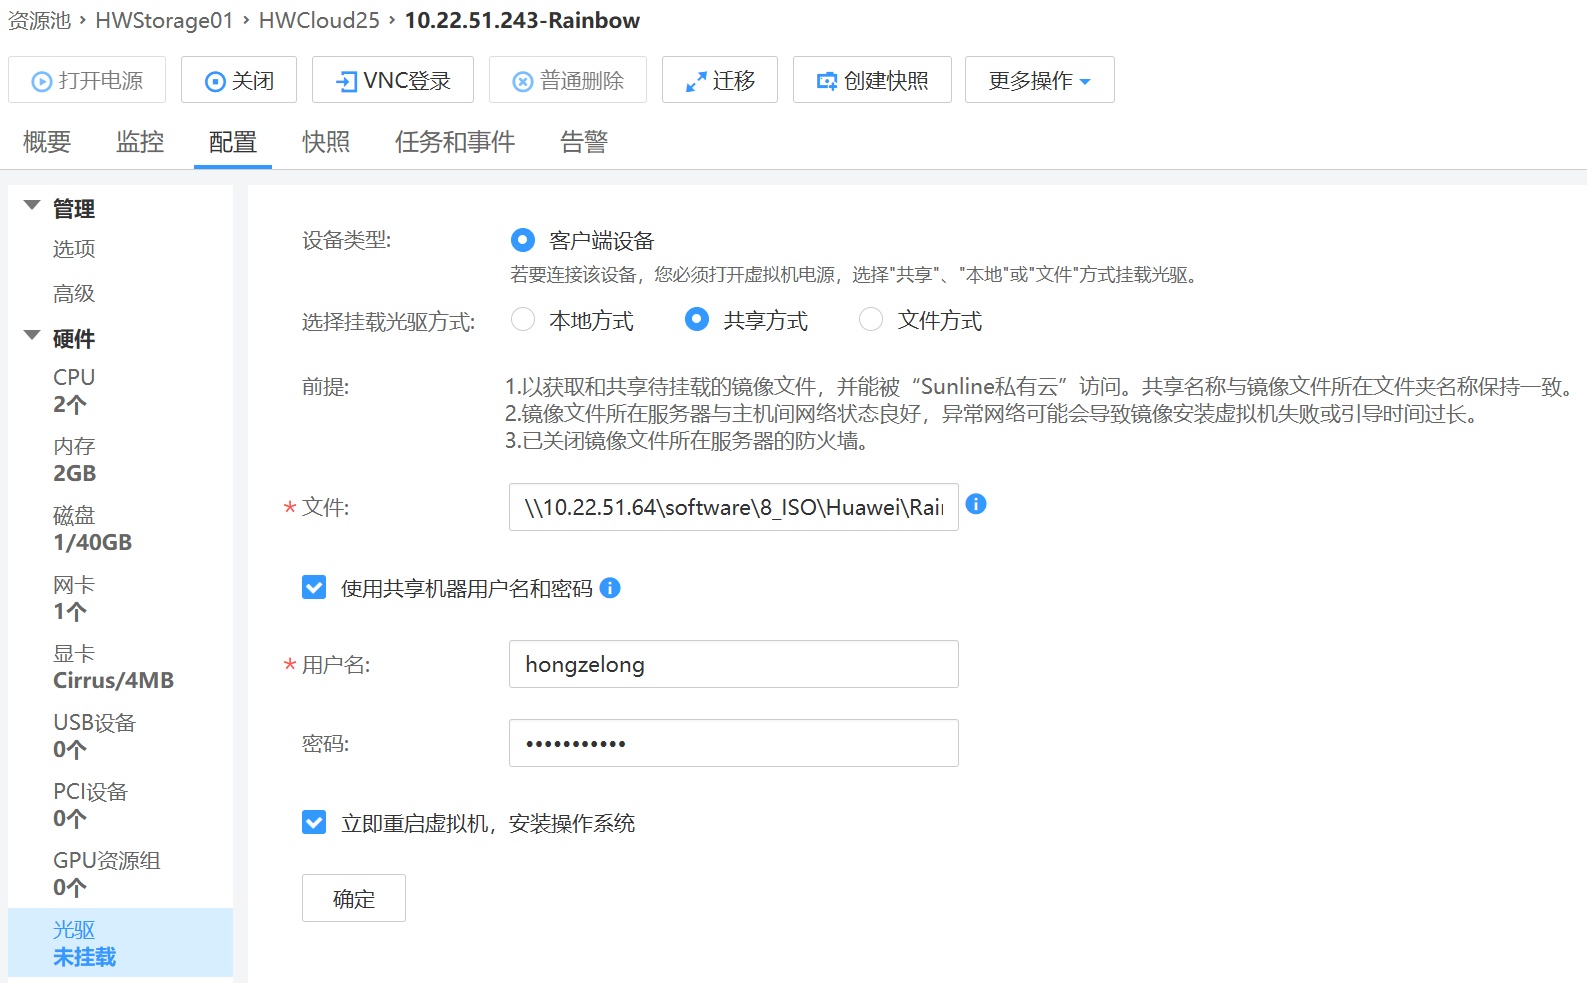 资源池 › HWStorage01 › HWCloud25 › 10.22.51.243-Rainbow
打开电源 关闭 VNC登录 普通删除 迁移 创建快照 更多操作
概要 监控 配置 快照 任务和事件 告警
管理
选项
高级
硬件
CPU
2个
内存
2GB
磁盘
1/40GB
网卡
1个
显卡
Cirrus/4MB
USB设备
0个
PCI设备
0个
GPU资源组
0个
光驱
未挂载
设备类型: 客户端设备
若要连接该设备，您必须打开虚拟机电源，选择"共享"、"本地"或"文件"方式挂载光驱。
选择挂载光驱方式: 本地方式 共享方式 文件方式
前提: 1.以获取和共享待挂载的镜像文件，并能被“Sunline私有云”访问。共享名称与镜像文件所在文件夹名称保持一致。
2.镜像文件所在服务器与主机间网络状态良好，异常网络可能会导致镜像安装虚拟机失败或引导时间过长。
3.已关闭镜像文件所在服务器的防火墙。
* 文件: \\10.22.51.64\software\8_ISO\Huawei\Rai
使用共享机器用户名和密码
* 用户名: hongzelong
密码: •••••••••••
立即重启虚拟机，安装操作系统
确定